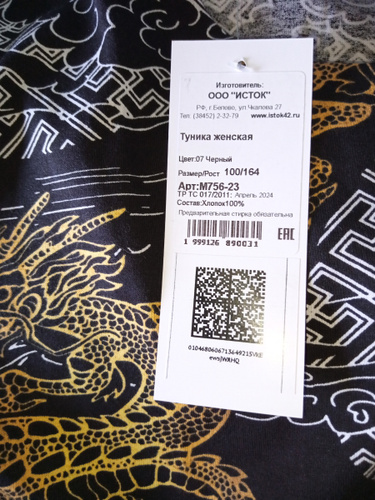 Изготовитель:
ООО "ИСТОК"
РФ, г.Белово, ул.Чкалова 27
Тел. (38452) 2-32-79 www.istok42.ru
Туника женская
Цвет:07 Черный
Размер/Рост 100/164
Арт:М756-23
ТР ТС 017/2011; Апрель 2024
Состав:Хлопок100%
Предварительная стирка обязательна
1 999126 890031
EAC